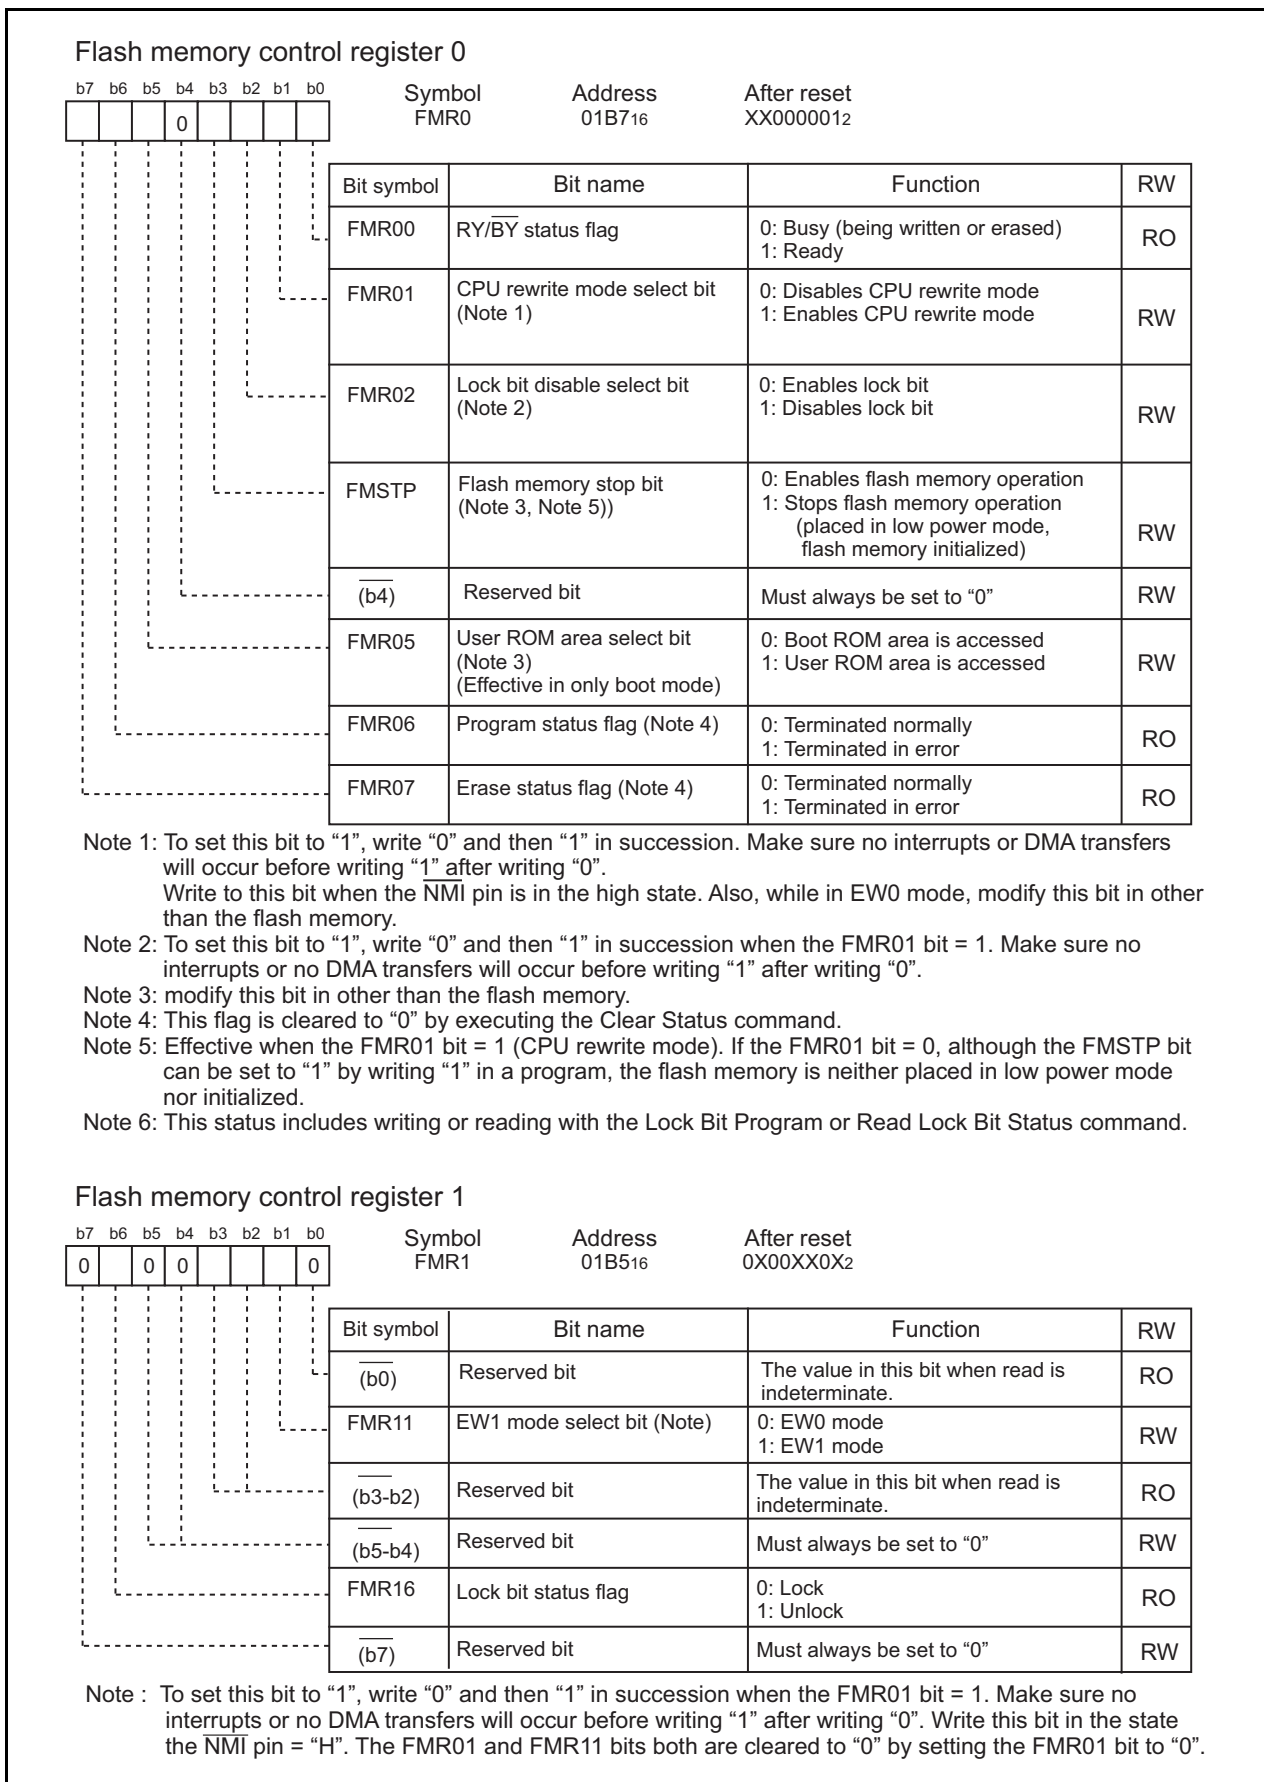 Flash memory control register 0
b7 b6 b5 b4 b3 b2 b1 b0
Symbol Address After reset
FMR0 01B716 XX0000012
0
Bit symbol Bit name Function RW
FMR00 RY/BY status flag 0: Busy (being written or erased) RO
1: Ready
FMR01 CPU rewrite mode select bit 0: Disables CPU rewrite mode RW
(Note 1) 1: Enables CPU rewrite mode
FMR02 Lock bit disable select bit 0: Enables lock bit RW
(Note 2) 1: Disables lock bit
FMSTP Flash memory stop bit 0: Enables flash memory operation RW
(Note 3, Note 5)) 1: Stops flash memory operation
(placed in low power mode,
flash memory initialized)
(b4) Reserved bit Must always be set to “0” RW
FMR05 User ROM area select bit 0: Boot ROM area is accessed RW
(Note 3) 1: User ROM area is accessed
(Effective in only boot mode)
FMR06 Program status flag (Note 4) 0: Terminated normally RO
1: Terminated in error
FMR07 Erase status flag (Note 4) 0: Terminated normally RO
1: Terminated in error
Note 1: To set this bit to “1”, write “0” and then “1” in succession. Make sure no interrupts or DMA transfers
will occur before writing “1” after writing “0”.
Write to this bit when the NMI pin is in the high state. Also, while in EW0 mode, modify this bit in other
than the flash memory.
Note 2: To set this bit to “1”, write “0” and then “1” in succession when the FMR01 bit = 1. Make sure no
interrupts or no DMA transfers will occur before writing “1” after writing “0”.
Note 3: modify this bit in other than the flash memory.
Note 4: This flag is cleared to “0” by executing the Clear Status command.
Note 5: Effective when the FMR01 bit = 1 (CPU rewrite mode). If the FMR01 bit = 0, although the FMSTP bit
can be set to “1” by writing “1” in a program, the flash memory is neither placed in low power mode
nor initialized.
Note 6: This status includes writing or reading with the Lock Bit Program or Read Lock Bit Status command.
Flash memory control register 1
b7 b6 b5 b4 b3 b2 b1 b0
Symbol Address After reset
FMR1 01B516 0X00XX0X2
0 0 0 0
Bit symbol Bit name Function RW
(b0) Reserved bit The value in this bit when read is RO
indeterminate.
FMR11 EW1 mode select bit (Note) 0: EW0 mode RW
1: EW1 mode
(b3-b2) Reserved bit The value in this bit when read is RO
indeterminate.
(b5-b4) Reserved bit Must always be set to “0” RW
FMR16 Lock bit status flag 0: Lock RO
1: Unlock
(b7) Reserved bit Must always be set to “0” RW
Note : To set this bit to “1”, write “0” and then “1” in succession when the FMR01 bit = 1. Make sure no
interrupts or no DMA transfers will occur before writing “1” after writing “0”. Write this bit in the state
the NMI pin = “H”. The FMR01 and FMR11 bits both are cleared to “0” by setting the FMR01 bit to “0”.